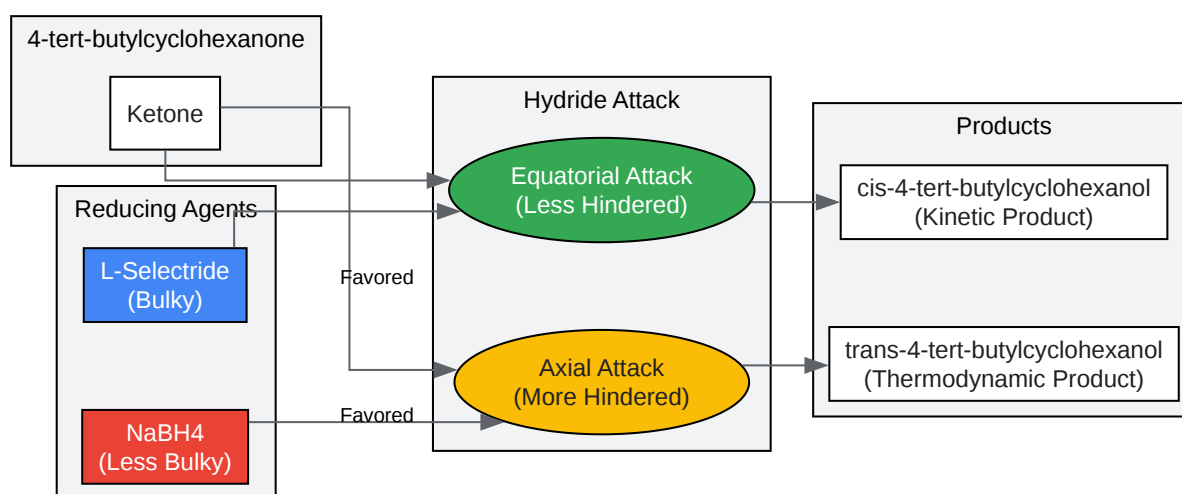 4-tert-butylcyclohexanone
Ketone
Reducing Agents
L-Selectride
(Bulky)
NaBH4
(Less Bulky)
Favored
Favored
Hydride Attack
Equatorial Attack
(Less Hindered)
Axial Attack
(More Hindered)
Products
cis-4-tert-butylcyclohexanol
(Kinetic Product)
trans-4-tert-butylcyclohexanol
(Thermodynamic Product)